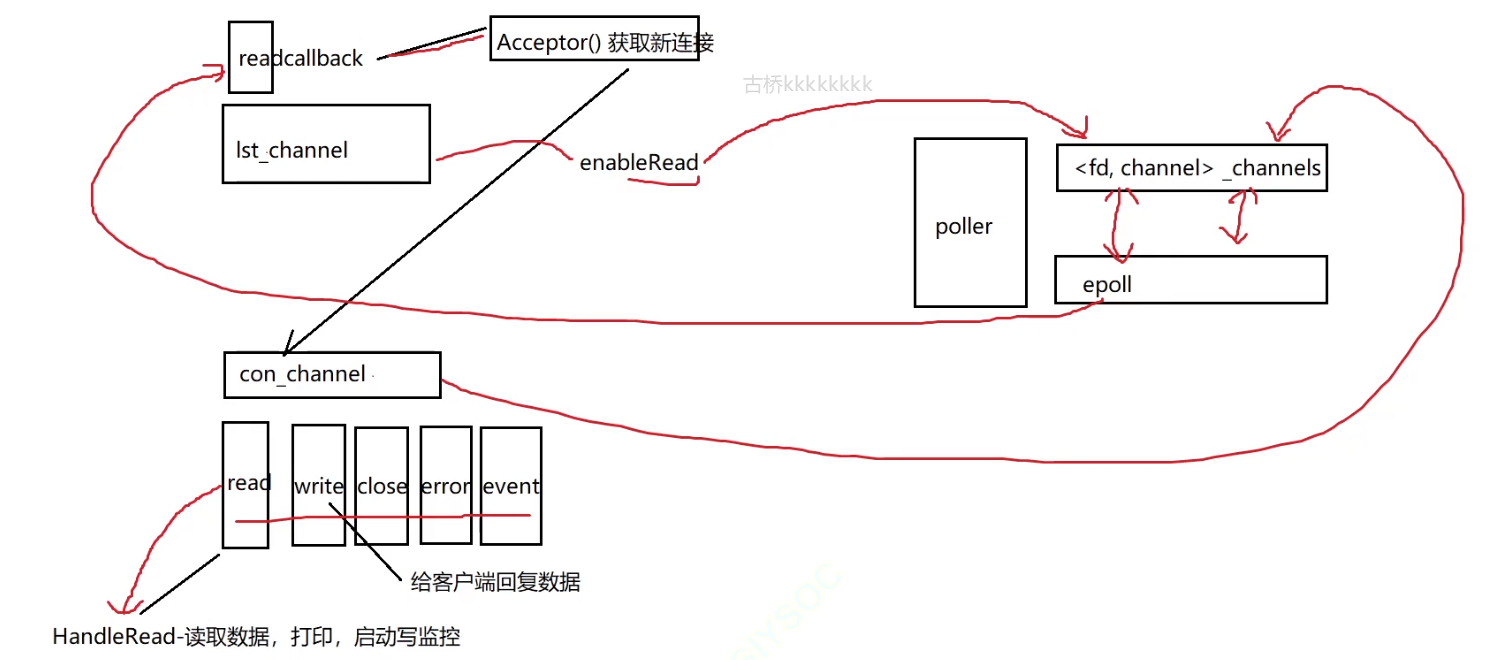 Acceptor() 获取新连接
readcallback
古桥kkkkkkkk
lst_channel
enableRead
<fd, channel> _channels
poller
epoll
con_channel
read
write
close
error
event
给客户端回复数据
HandleRead-读取数据，打印，启动写监控